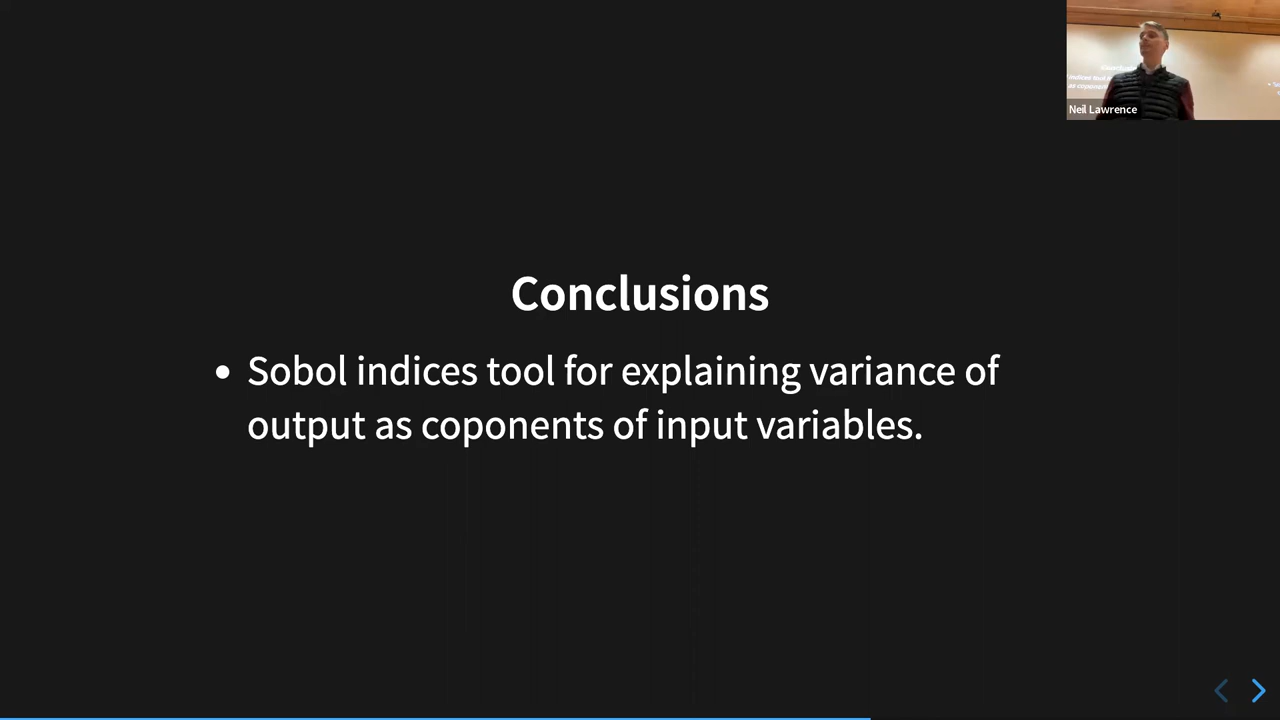 Neil Lawrence
Conclusions
• Sobol indices tool for explaining variance of
output as coponents of input variables.